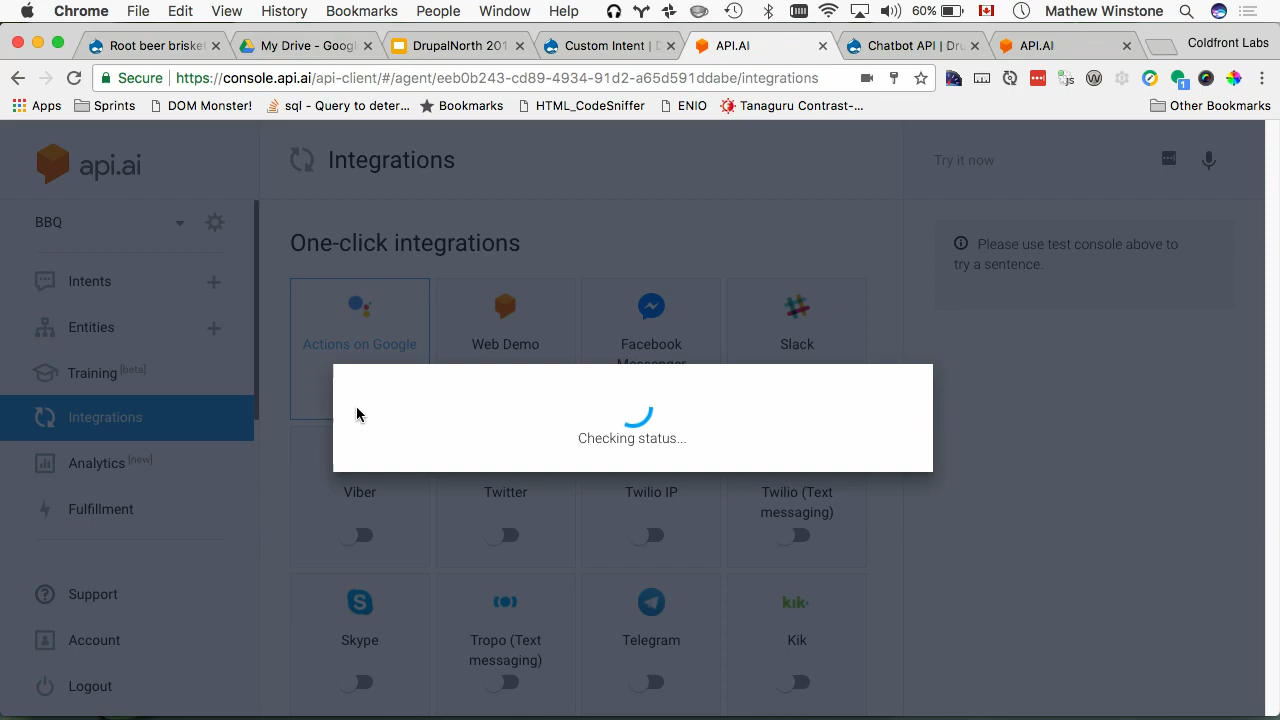 Chrome File Edit View History Bookmarks People Window Help 60% Mathew Winstone
Root beer brisket My Drive - Googl DrupalNorth 201 Custom Intent | D API.AI Chatbot API | Dru API.AI Coldfront Labs
Secure https://console.api.ai/api-client/#/agent/eeb0b243-cd89-4934-91d2-a65d591ddabe/integrations
Apps Sprints DOM Monster! sql - Query to deter... Bookmarks HTML_CodeSniffer ENIO Tanaguru Contrast-... Other Bookmarks
api.ai
Integrations
Try it now
BBQ
Please use test console above to
try a sentence.
One-click integrations
Intents
Entities
Training [beta]
Integrations
Analytics [new]
Fulfillment
Support
Account
Logout
Actions on Google
Web Demo
Facebook
Messenger
Slack
Checking status...
Viber
Twitter
Twilio IP
Twilio (Text
messaging)
Skype
Tropo (Text
messaging)
Telegram
kik
Kik